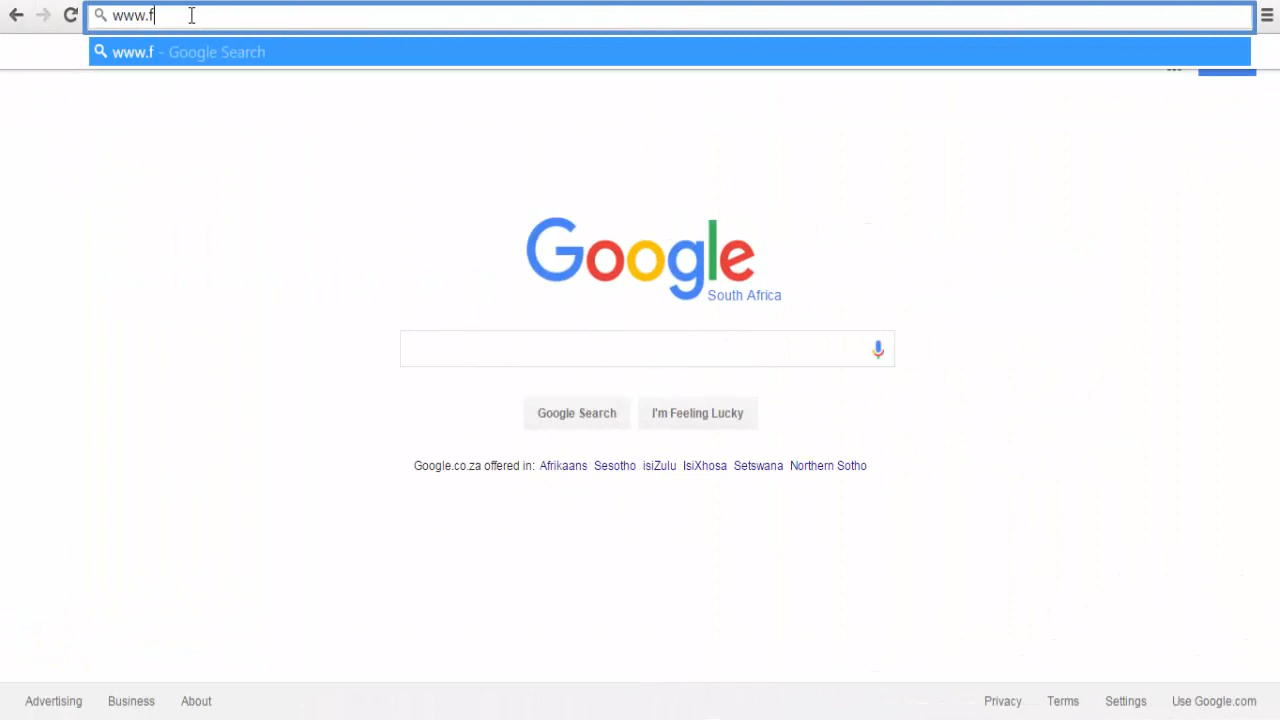 www.f
www.f - Google Search
Google
South Africa
Google Search I'm Feeling Lucky
Google.co.za offered in: Afrikaans Sesotho isiZulu IsiXhosa Setswana Northern Sotho
Advertising Business About Privacy Terms Settings Use Google.com